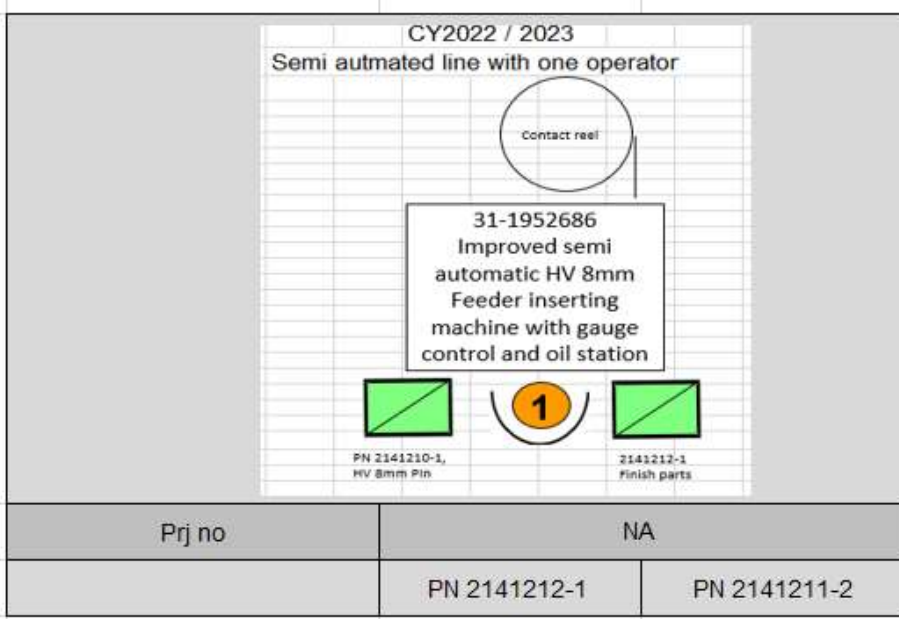 CY2022 / 2023
Semi autmated line with one operator
Contact reel
31-1952686
Improved semi
automatic HV 8mm
Feeder inserting
machine with gauge
control and oil station
1
PN 2141210-1,
HV 8mm Pin
2141212-1
Finish parts
Prj no
NA
PN 2141212-1
PN 2141211-2